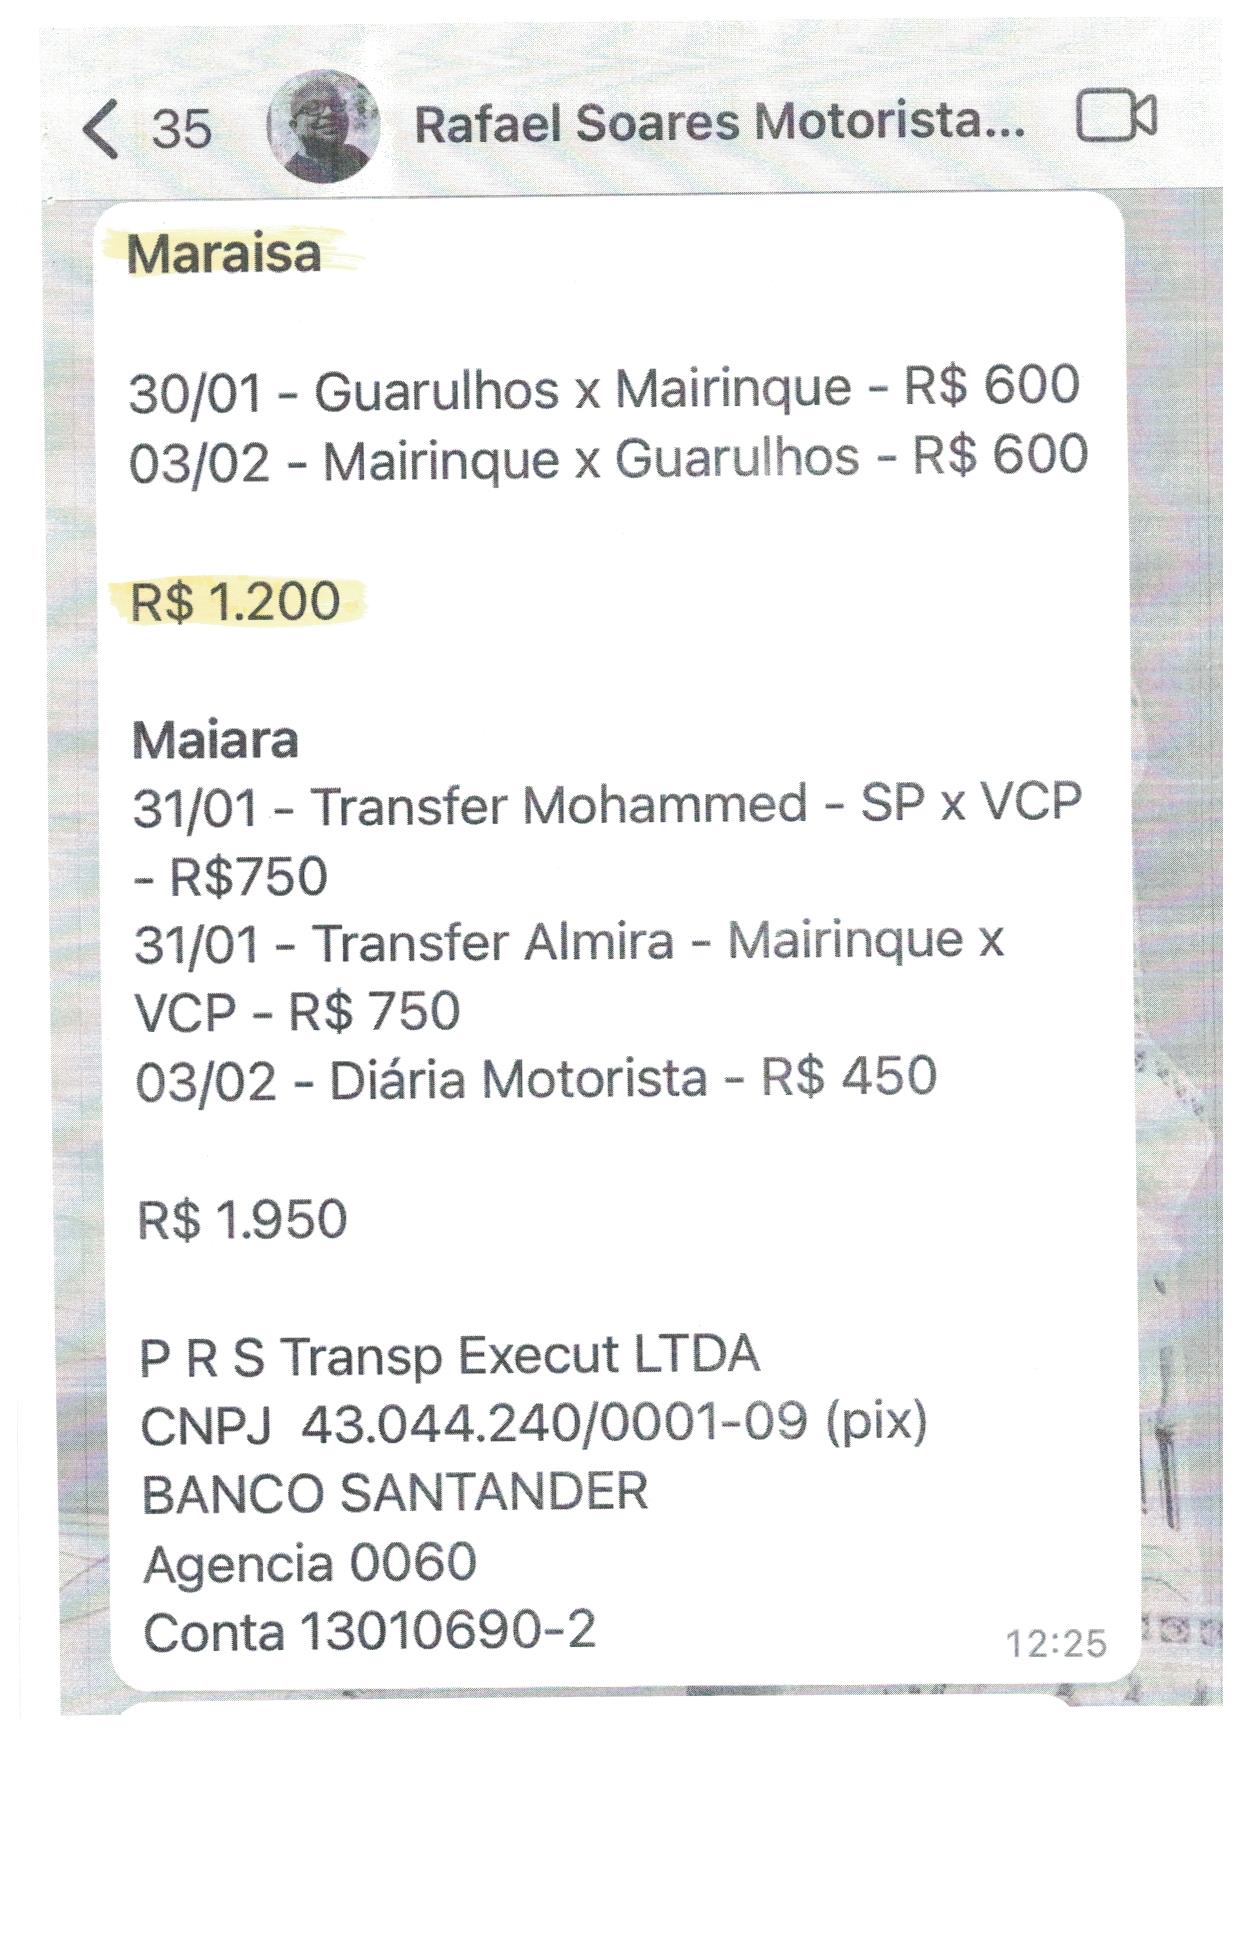 35
Rafael Soares Motorista...
Maraisa
30/01 - Guarulhos x Mairinque - R$ 600
03/02 - Mairinque x Guarulhos - R$ 600
R$ 1.200
Maiara
31/01 - Transfer Mohammed - SP x VCP
- R$750
31/01 - Transfer Almira - Mairinque x
VCP - R$ 750
03/02 - Diária Motorista - R$ 450
R$ 1.950
P R S Transp Execut LTDA
CNPJ  43.044.240/0001-09 (pix)
BANCO SANTANDER
Agencia 0060
Conta 13010690-2
12:25